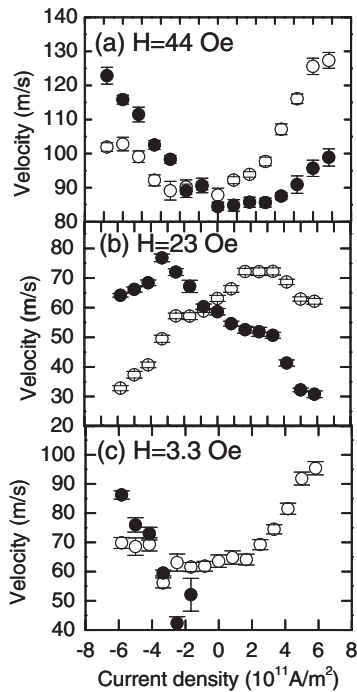 140
(a) H=44 Oe
130
120
110
100
90
80
Velocity (m/s)
(b) H=23 Oe
80
70
60
50
40
30
20
Velocity (m/s)
(c) H=3.3 Oe
100
90
80
70
60
50
40
Velocity (m/s)
-8 -6 -4 -2 0 2 4 6 8
Current density (10¹¹A/m²)